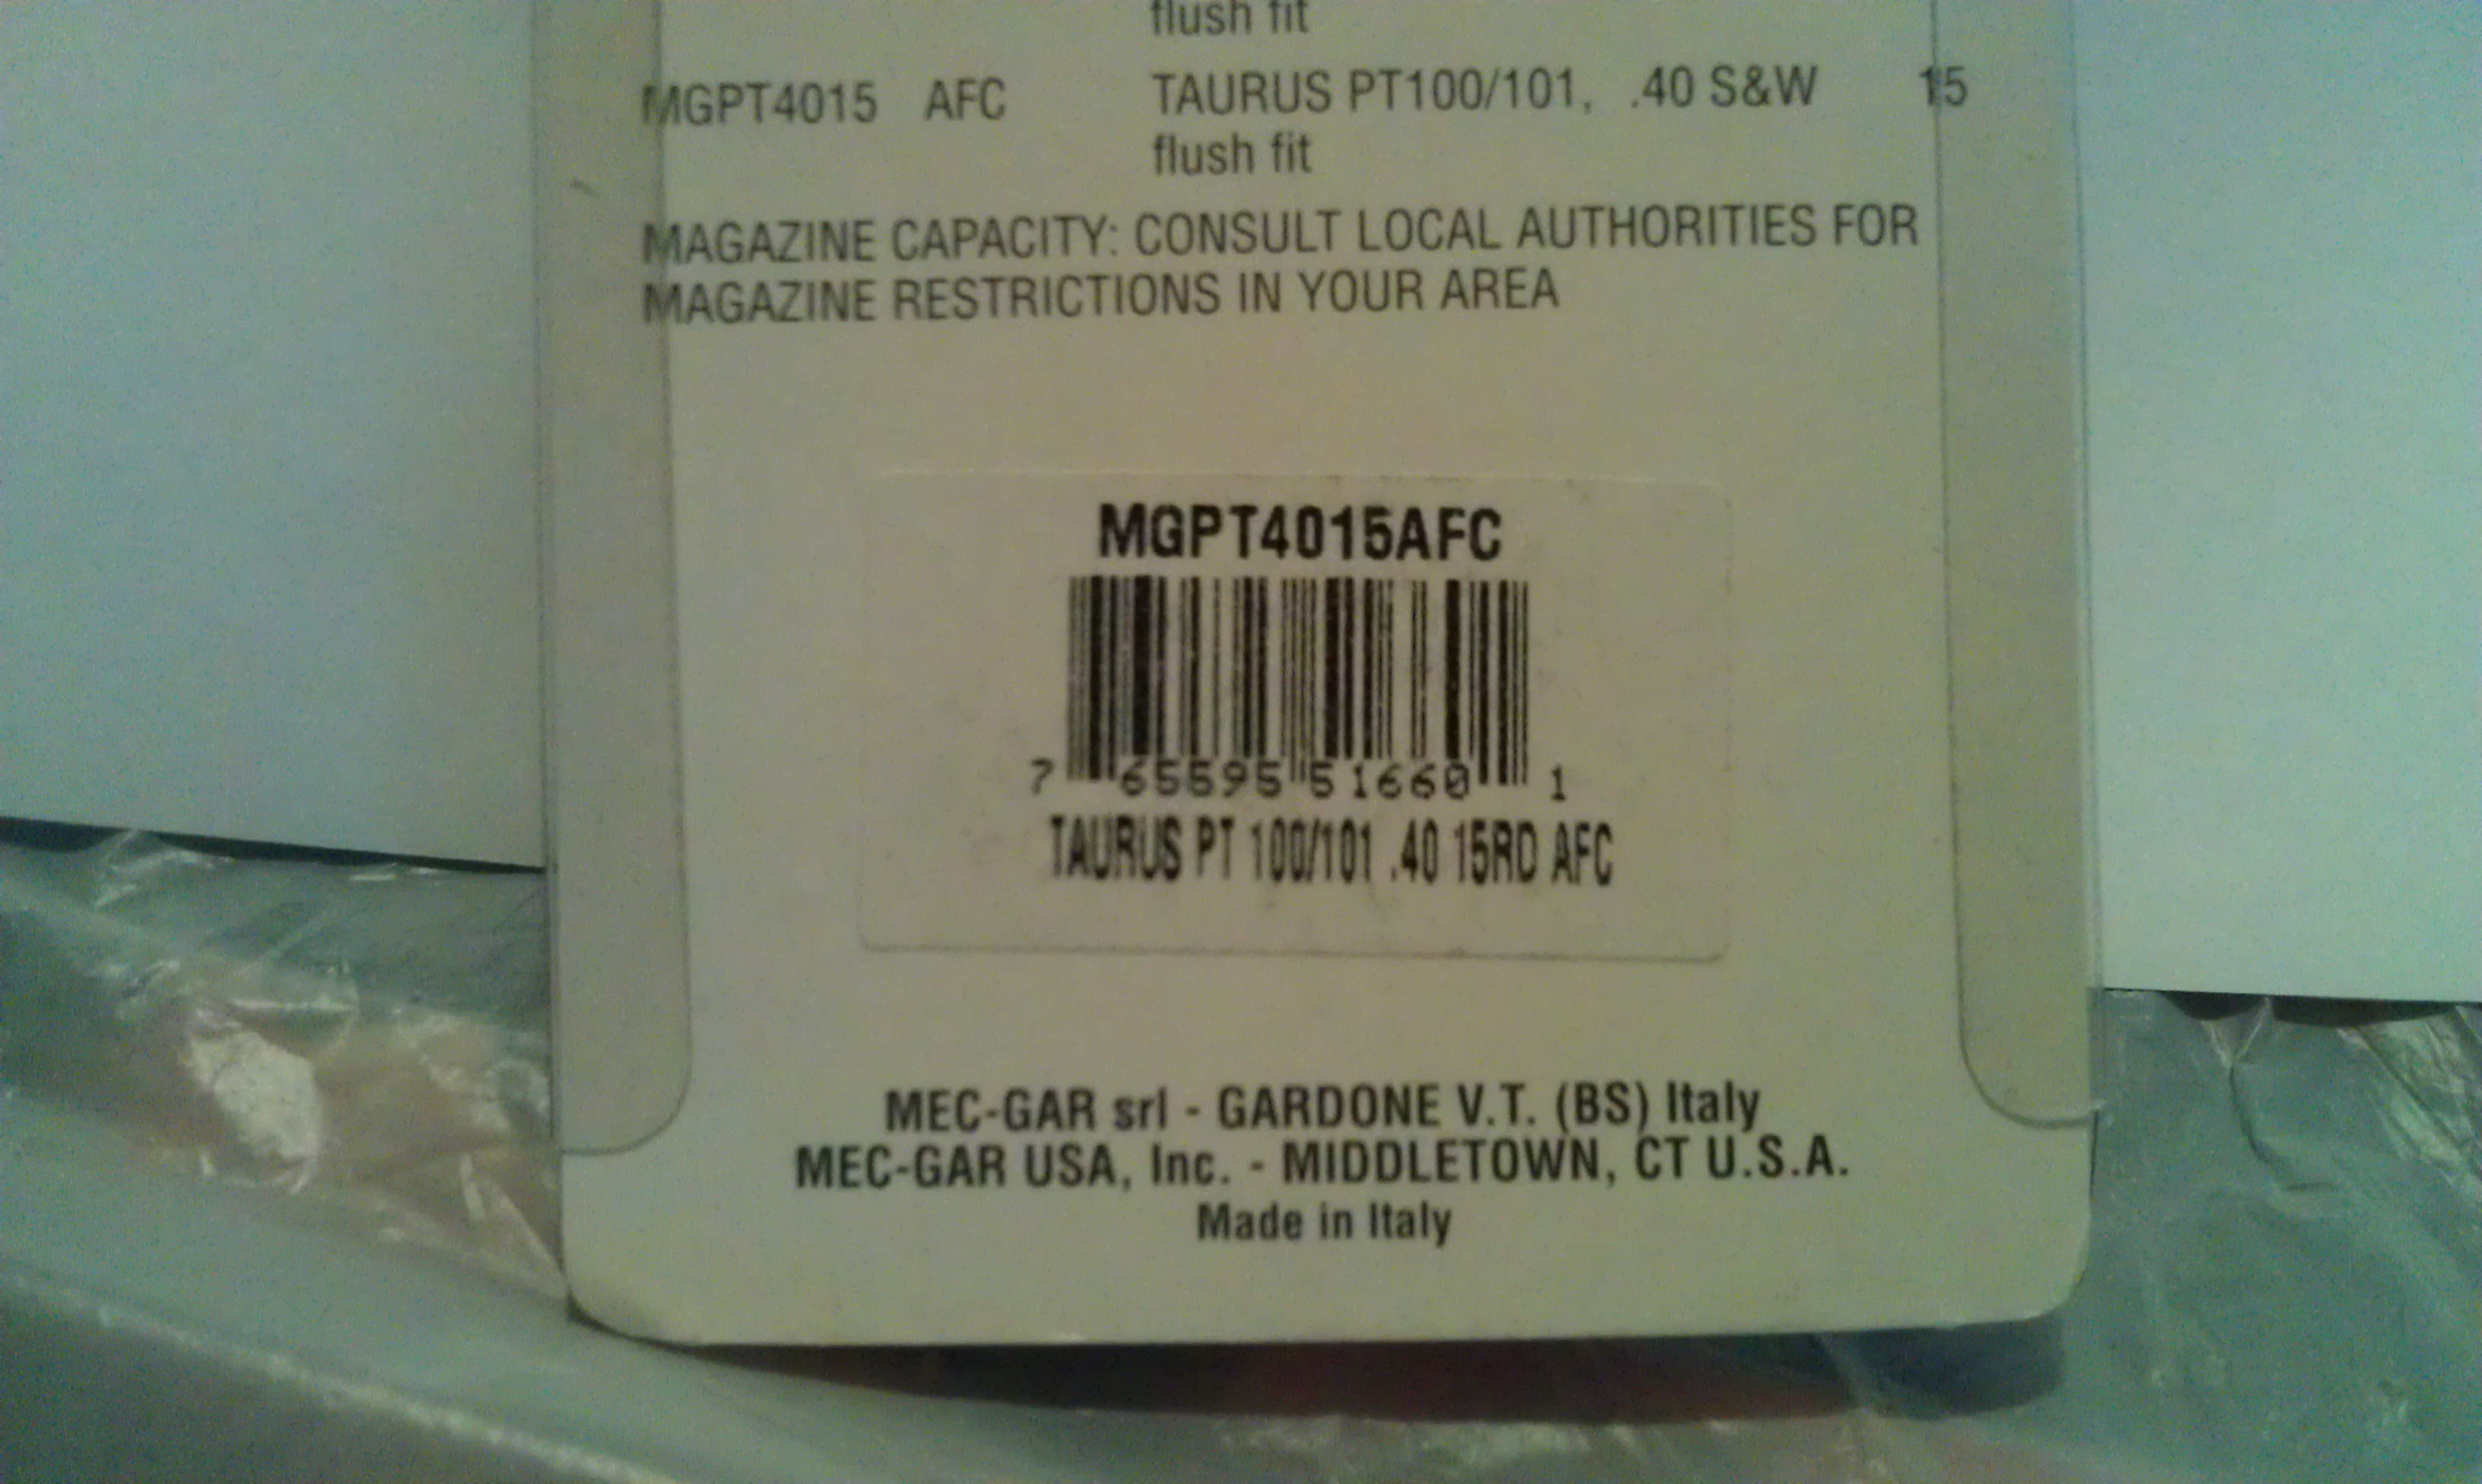 flush fit
MGPT4015 AFC TAURUS PT100/101, .40 S&W 15
flush fit
MAGAZINE CAPACITY: CONSULT LOCAL AUTHORITIES FOR
MAGAZINE RESTRICTIONS IN YOUR AREA
MGPT4015AFC
7 65595 51660 1
TAURUS PT 100/101 .40 15RD AFC
MEC-GAR srl - GARDONE V.T. (BS) Italy
MEC-GAR USA, Inc. - MIDDLETOWN, CT U.S.A.
Made in Italy